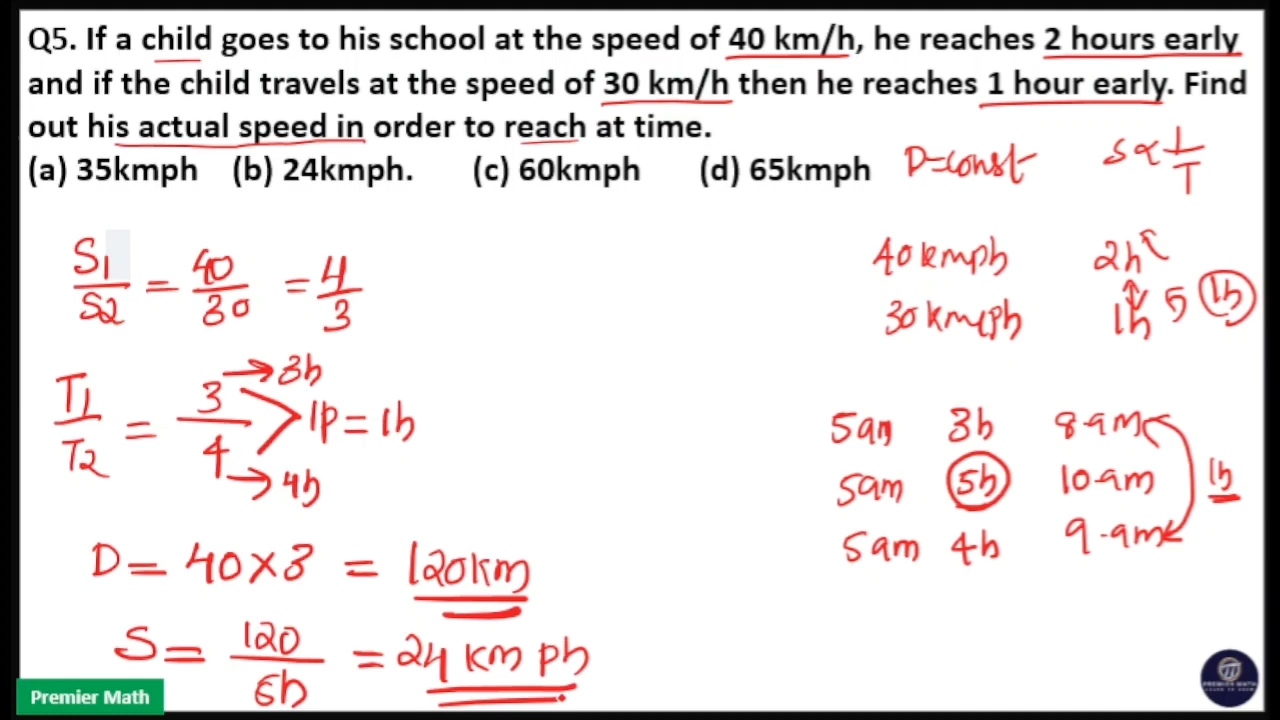 Q5. If a child goes to his school at the speed of 40 km/h, he reaches 2 hours early
and if the child travels at the speed of 30 km/h then he reaches 1 hour early. Find
out his actual speed in order to reach at time.
(a) 35kmph (b) 24kmph. (c) 60kmph (d) 65kmph
D=const S∝1/T
S1/S2 = 40/30 = 4/3
40kmph 2h
30kmph 1h 5 1h
T1/T2 = 3/4 1p = 1h
→3h
→4h
5am 3h 8am
5am 5h 10am 1h
5am 4h 9am
D = 40×3 = 120km
S = 120/5h = 24 kmph
Premier Math
PREMIER MATH